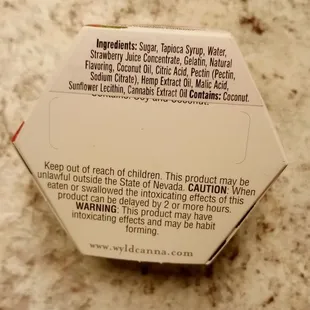 Ingredients: Sugar, Tapioca Syrup, Water,
Strawberry Juice Concentrate, Gelatin, Natural
Flavoring, Coconut Oil, Citric Acid, Pectin (Pectin,
Sodium Citrate), Hemp Extract Oil, Malic Acid,
Sunflower Lecithin, Cannabis Extract Oil Contains: Coconut.
Contains: Soy and Coconut.
Keep out of reach of children. This product may be
unlawful outside the State of Nevada. CAUTION: When
eaten or swallowed the intoxicating effects of this
product can be delayed by 2 or more hours.
WARNING: This product may have
intoxicating effects and may be habit
forming.
www.wyldcanna.com